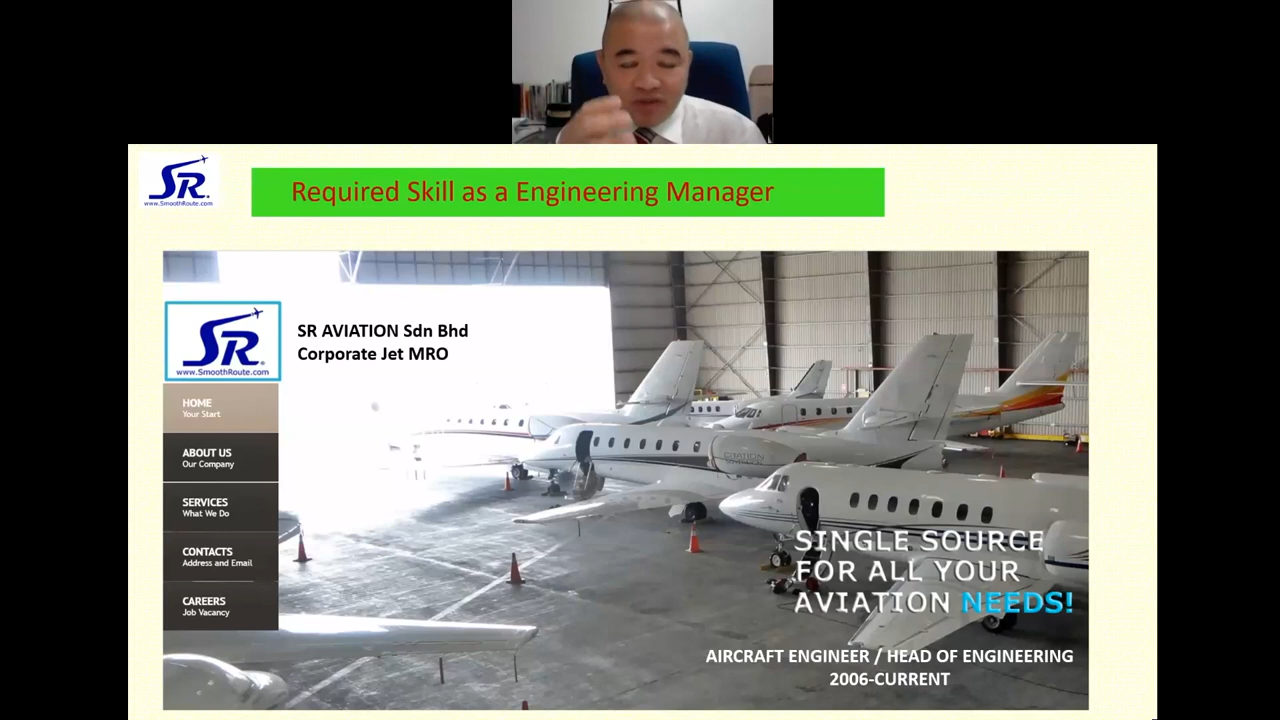 SR.
www.SmoothRoute.com
Required Skill as a Engineering Manager
SR.
www.SmoothRoute.com
SR AVIATION Sdn Bhd
Corporate Jet MRO
HOME
Your Start
ABOUT US
Our Company
SERVICES
What We Do
CONTACTS
Address and Email
CAREERS
Job Vacancy
CITATION
SINGLE SOURCE
FOR ALL YOUR
AVIATION NEEDS!
AIRCRAFT ENGINEER / HEAD OF ENGINEERING
2006-CURRENT